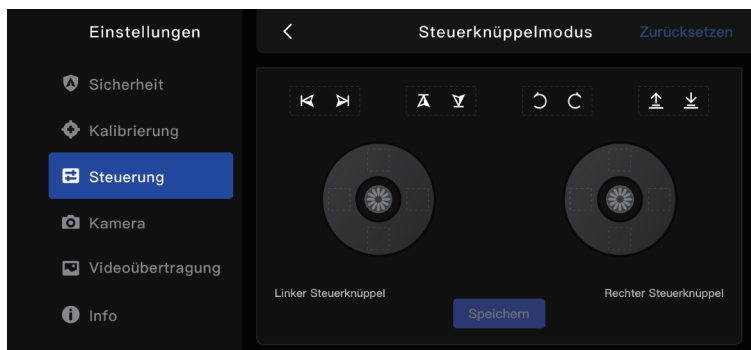 Einstellungen
Steuerknüppelmodus
Zurücksetzen
Sicherheit
Kalibrierung
Steuerung
Kamera
Videoübertragung
Info
Linker Steuerknüppel
Rechter Steuerknüppel
Speichern